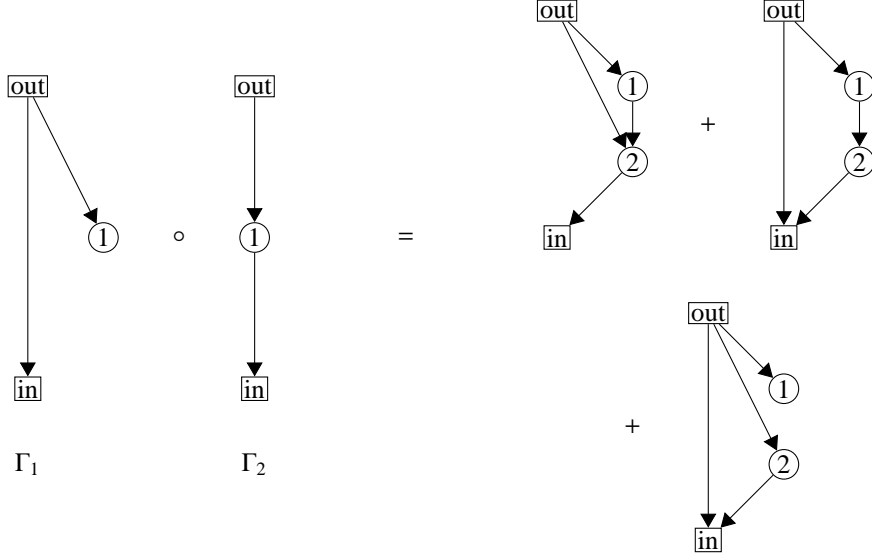 out
out
1
2
in
+
out
1
2
in
out
1
in
Γ1
∘
out
1
in
Γ2
=
+
out
1
2
in